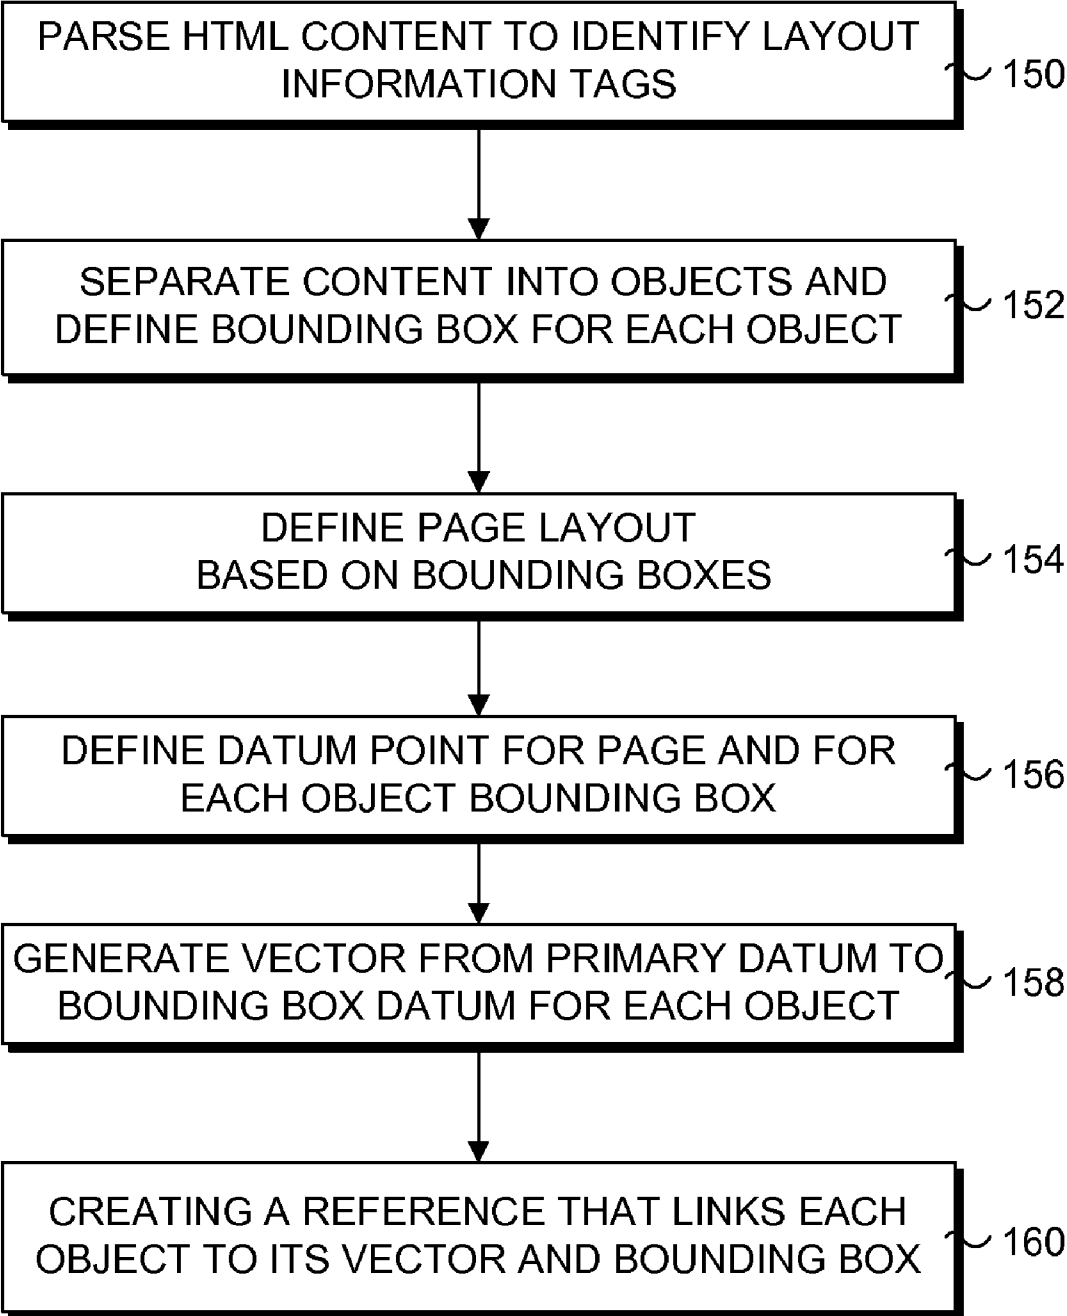 PARSE HTML CONTENT TO IDENTIFY LAYOUT
INFORMATION TAGS
150
SEPARATE CONTENT INTO OBJECTS AND
DEFINE BOUNDING BOX FOR EACH OBJECT
152
DEFINE PAGE LAYOUT
BASED ON BOUNDING BOXES
154
DEFINE DATUM POINT FOR PAGE AND FOR
EACH OBJECT BOUNDING BOX
156
GENERATE VECTOR FROM PRIMARY DATUM TO
BOUNDING BOX DATUM FOR EACH OBJECT
158
CREATING A REFERENCE THAT LINKS EACH
OBJECT TO ITS VECTOR AND BOUNDING BOX
160